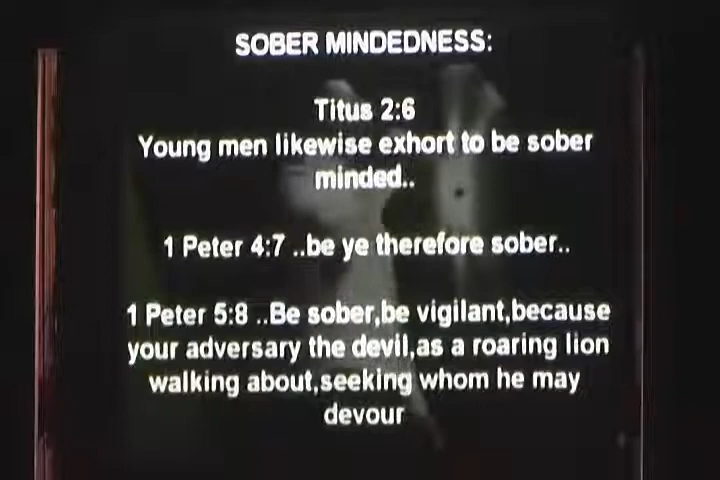 SOBER MINDEDNESS:
Titus 2:6
Young men likewise exhort to be sober
minded..
1 Peter 4:7 ..be ye therefore sober..
1 Peter 5:8 ..Be sober,be vigilant,because
your adversary the devil,as a roaring lion
walking about,seeking whom he may
devour